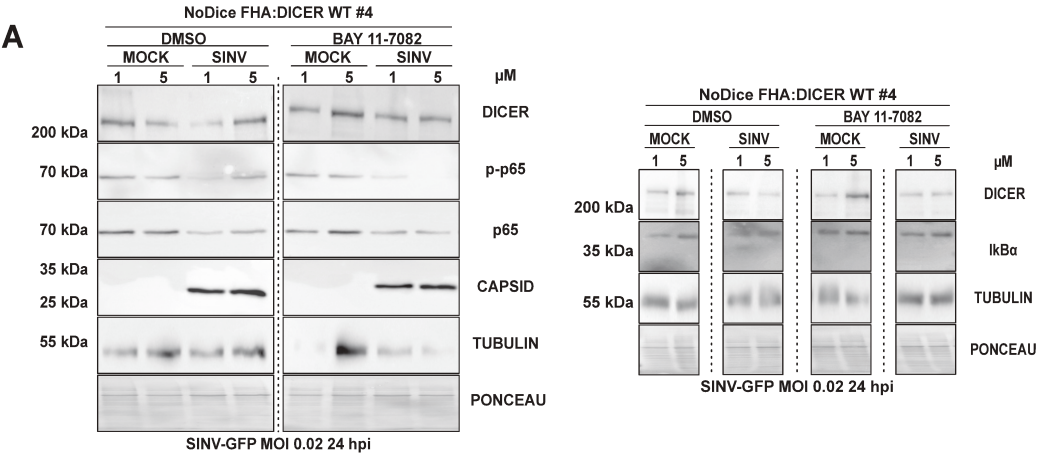 A
NoDice FHA:DICER WT #4
DMSO BAY 11-7082
MOCK SINV MOCK SINV
1 5 1 5 1 5 1 5 µM
200 kDa DICER
70 kDa p-p65
70 kDa p65
35 kDa
25 kDa CAPSID
55 kDa TUBULIN
PONCEAU
SINV-GFP MOI 0.02 24 hpi
NoDice FHA:DICER WT #4
DMSO BAY 11-7082
MOCK SINV MOCK SINV
1 5 1 5 1 5 1 5 µM
200 kDa DICER
35 kDa IkBα
55 kDa TUBULIN
PONCEAU
SINV-GFP MOI 0.02 24 hpi